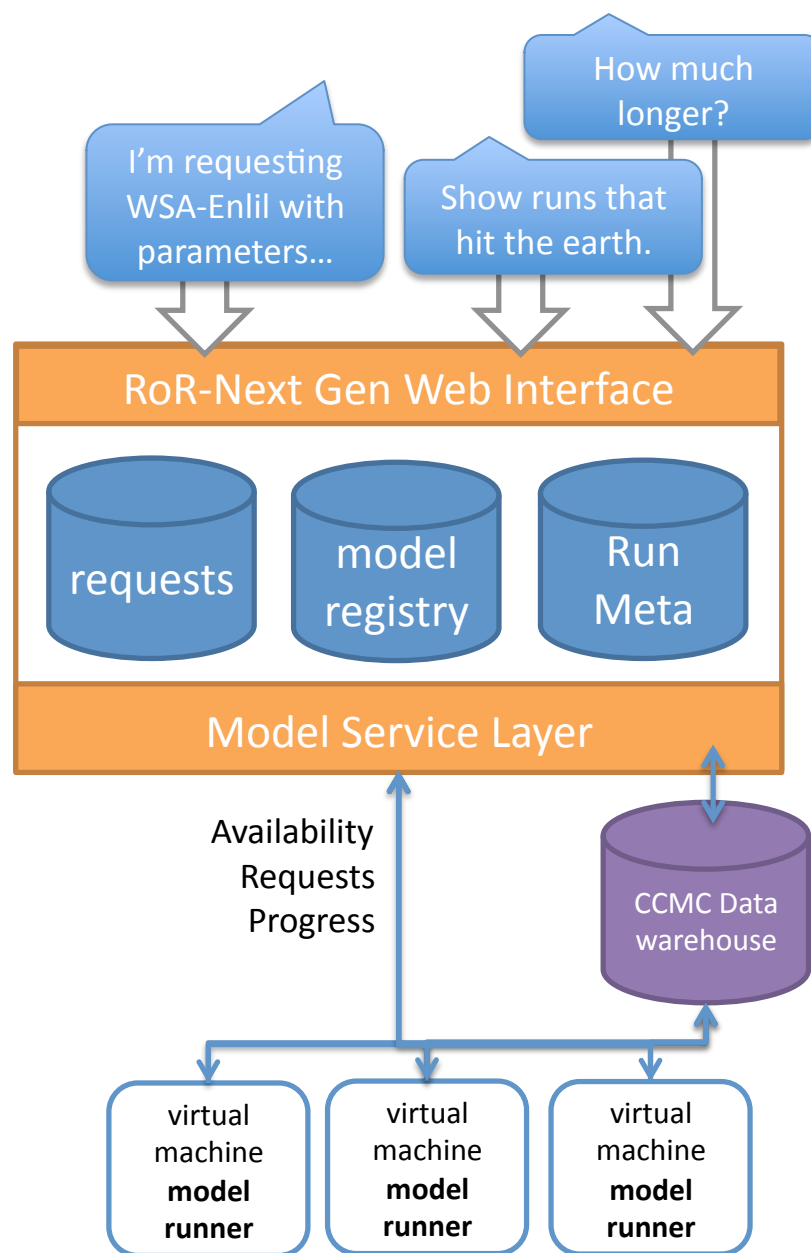 How much
longer?
I'm requesting
WSA-Enlil with
parameters…
Show runs that
hit the earth.
RoR-Next Gen Web Interface
requests
model
registry
Run
Meta
Model Service Layer
Availability
Requests
Progress
CCMC Data
warehouse
virtual
machine
model
runner
virtual
machine
model
runner
virtual
machine
model
runner